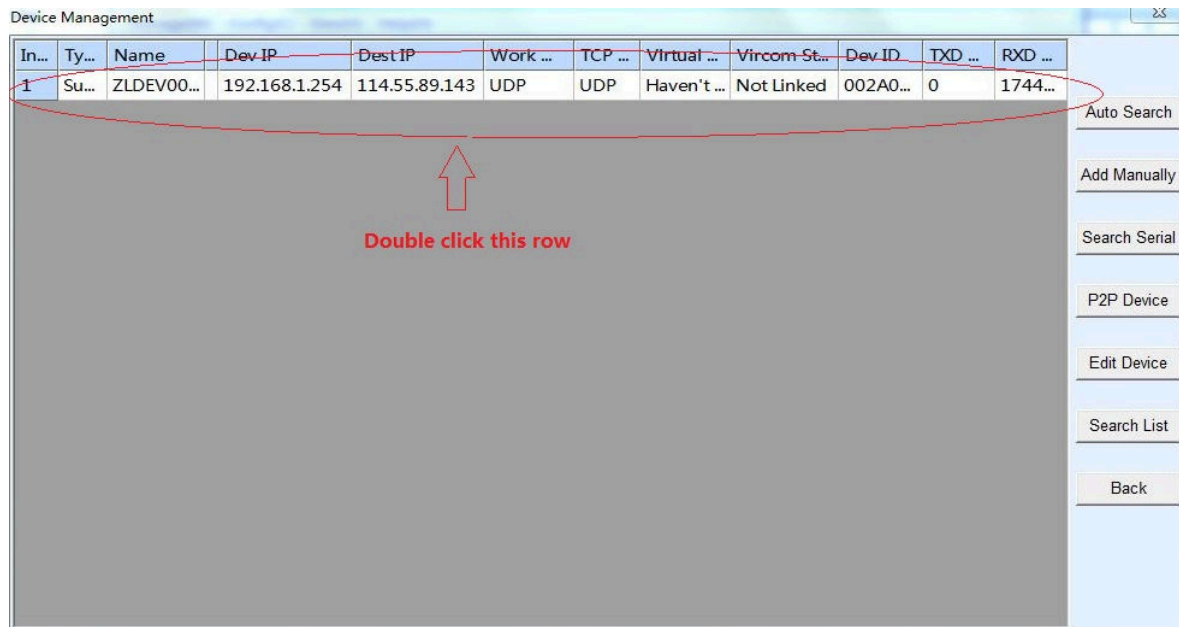 Device Management
In... Ty... Name Dev IP Dest IP Work ... TCP ... Virtual ... Vircom St... Dev ID TXD ... RXD ...
1 Su... ZLDEV00... 192.168.1.254 114.55.89.143 UDP UDP Haven't ... Not Linked 002A0... 0 1744...
Auto Search
Add Manually
Double click this row
Search Serial
P2P Device
Edit Device
Search List
Back